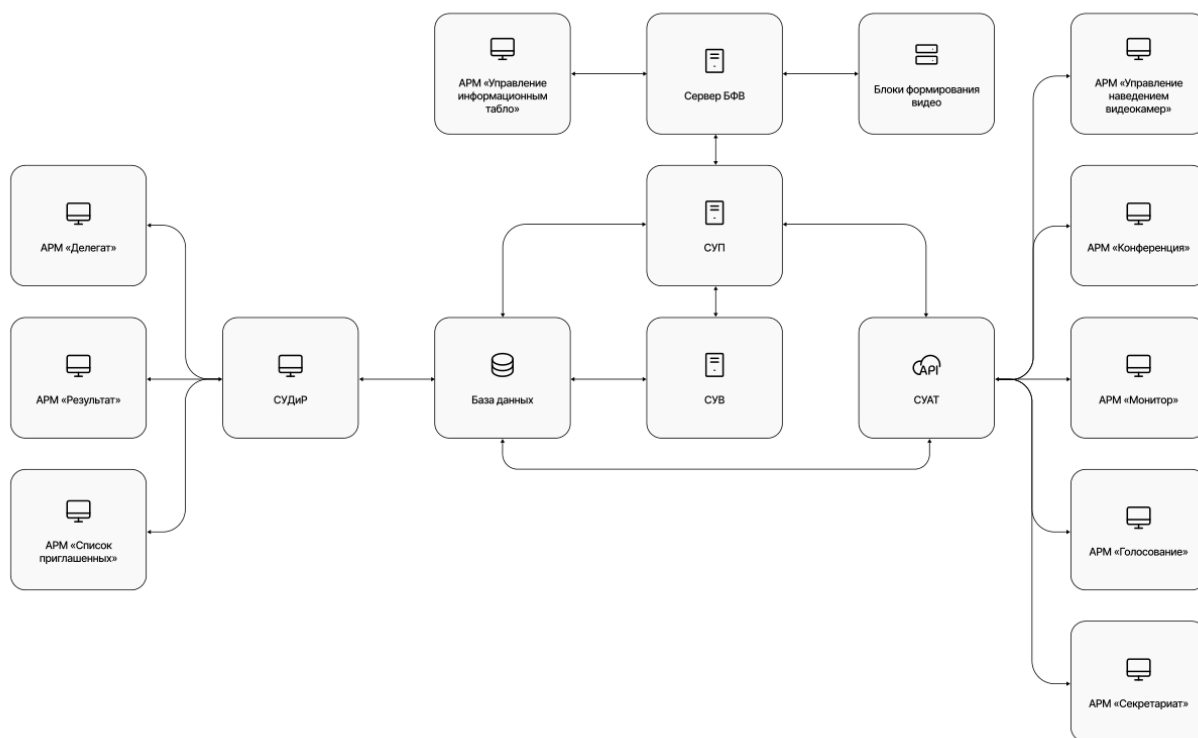 АРМ «Управление
информационным
табло»
Сервер БФВ
Блоки формирования
видео
АРМ «Управление
наведением
видеокамер»
АРМ «Делегат»
СУП
АРМ «Конференция»
АРМ «Результат»
СУДиР
База данных
СУВ
API
СУАТ
АРМ «Монитор»
АРМ «Список
приглашенных»
АРМ «Голосование»
АРМ «Секретариат»